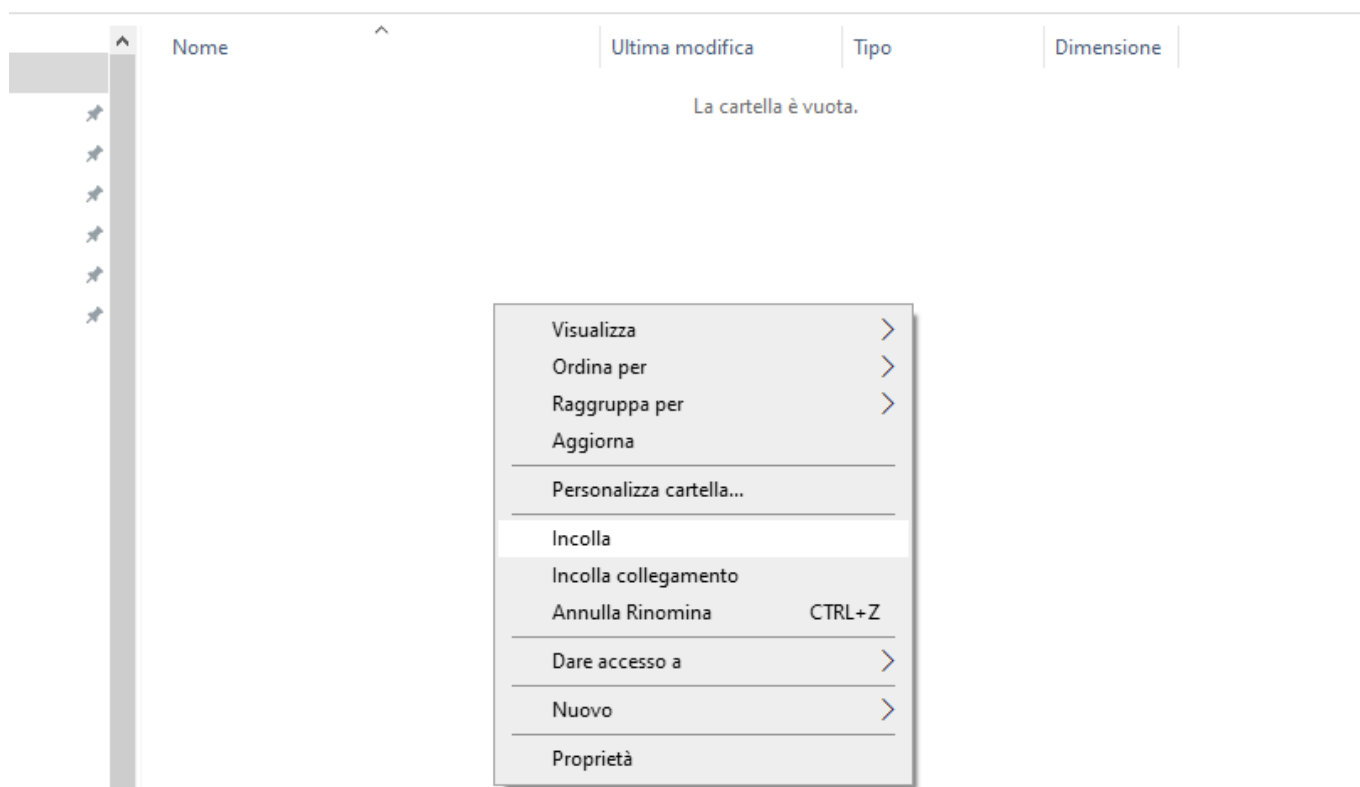 Nome Ultima modifica Tipo Dimensione
La cartella è vuota.
Visualizza
Ordina per
Raggruppa per
Aggiorna
Personalizza cartella...
Incolla
Incolla collegamento
Annulla Rinomina CTRL+Z
Dare accesso a
Nuovo
Proprietà